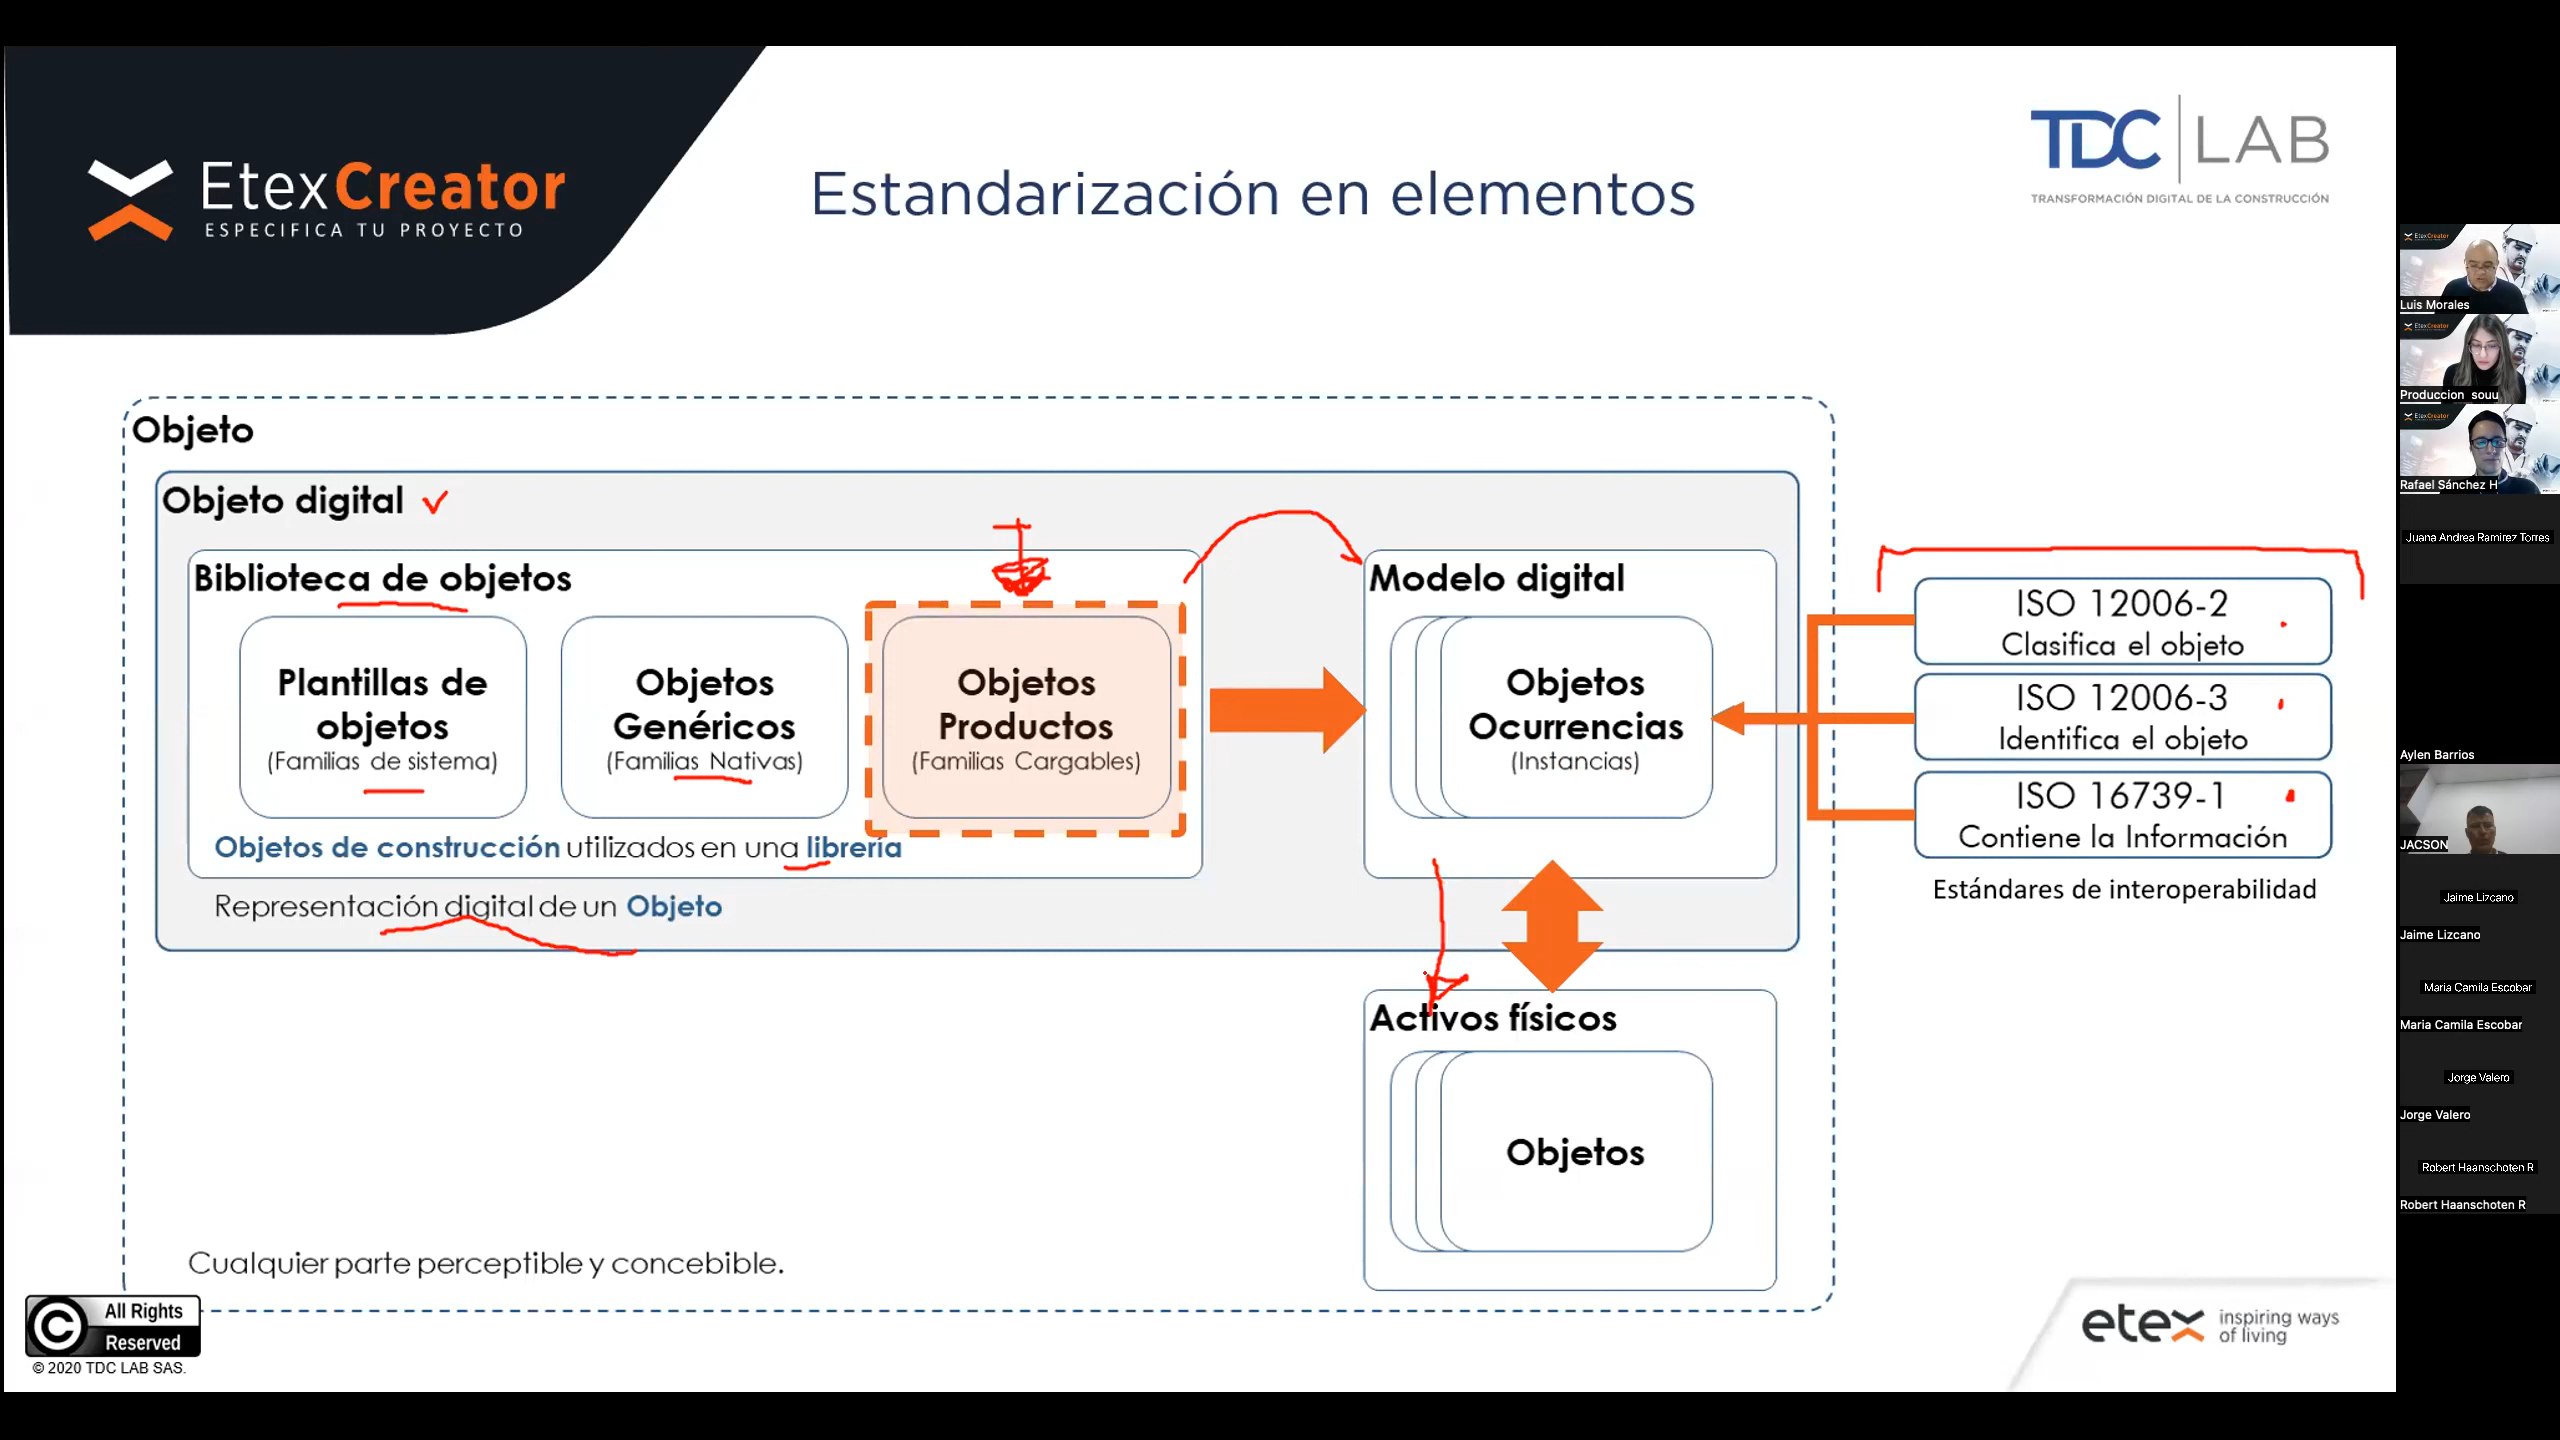 EtexCreator
ESPECIFICA TU PROYECTO
Estandarización en elementos
TDC LAB
TRANSFORMACIÓN DIGITAL DE LA CONSTRUCCIÓN
Objeto
Objeto digital
Biblioteca de objetos
Plantillas de
objetos
(Familias de sistema)
Objetos
Genéricos
(Familias Nativas)
Objetos
Productos
(Familias Cargables)
Objetos de construcción utilizados en una librería
Representación digital de un Objeto
Modelo digital
Objetos
Ocurrencias
(Instancias)
ISO 12006-2
Clasifica el objeto
ISO 12006-3
Identifica el objeto
ISO 16739-1
Contiene la Información
Estándares de interoperabilidad
Activos físicos
Objetos
Cualquier parte perceptible y concebible.
All Rights
Reserved
© 2020 TDC LAB SAS.
etex inspiring ways
of living
EtexCreator
Luis Morales
EtexCreator
Produccion souu
EtexCreator
Rafael Sánchez H
Juana Andrea Ramirez Torres
Aylen Barrios
JACSON
Jaime Lizcano
Jaime Lizcano
Maria Camila Escobar
Maria Camila Escobar
Jorge Valero
Jorge Valero
Robert Haanschoten R
Robert Haanschoten R